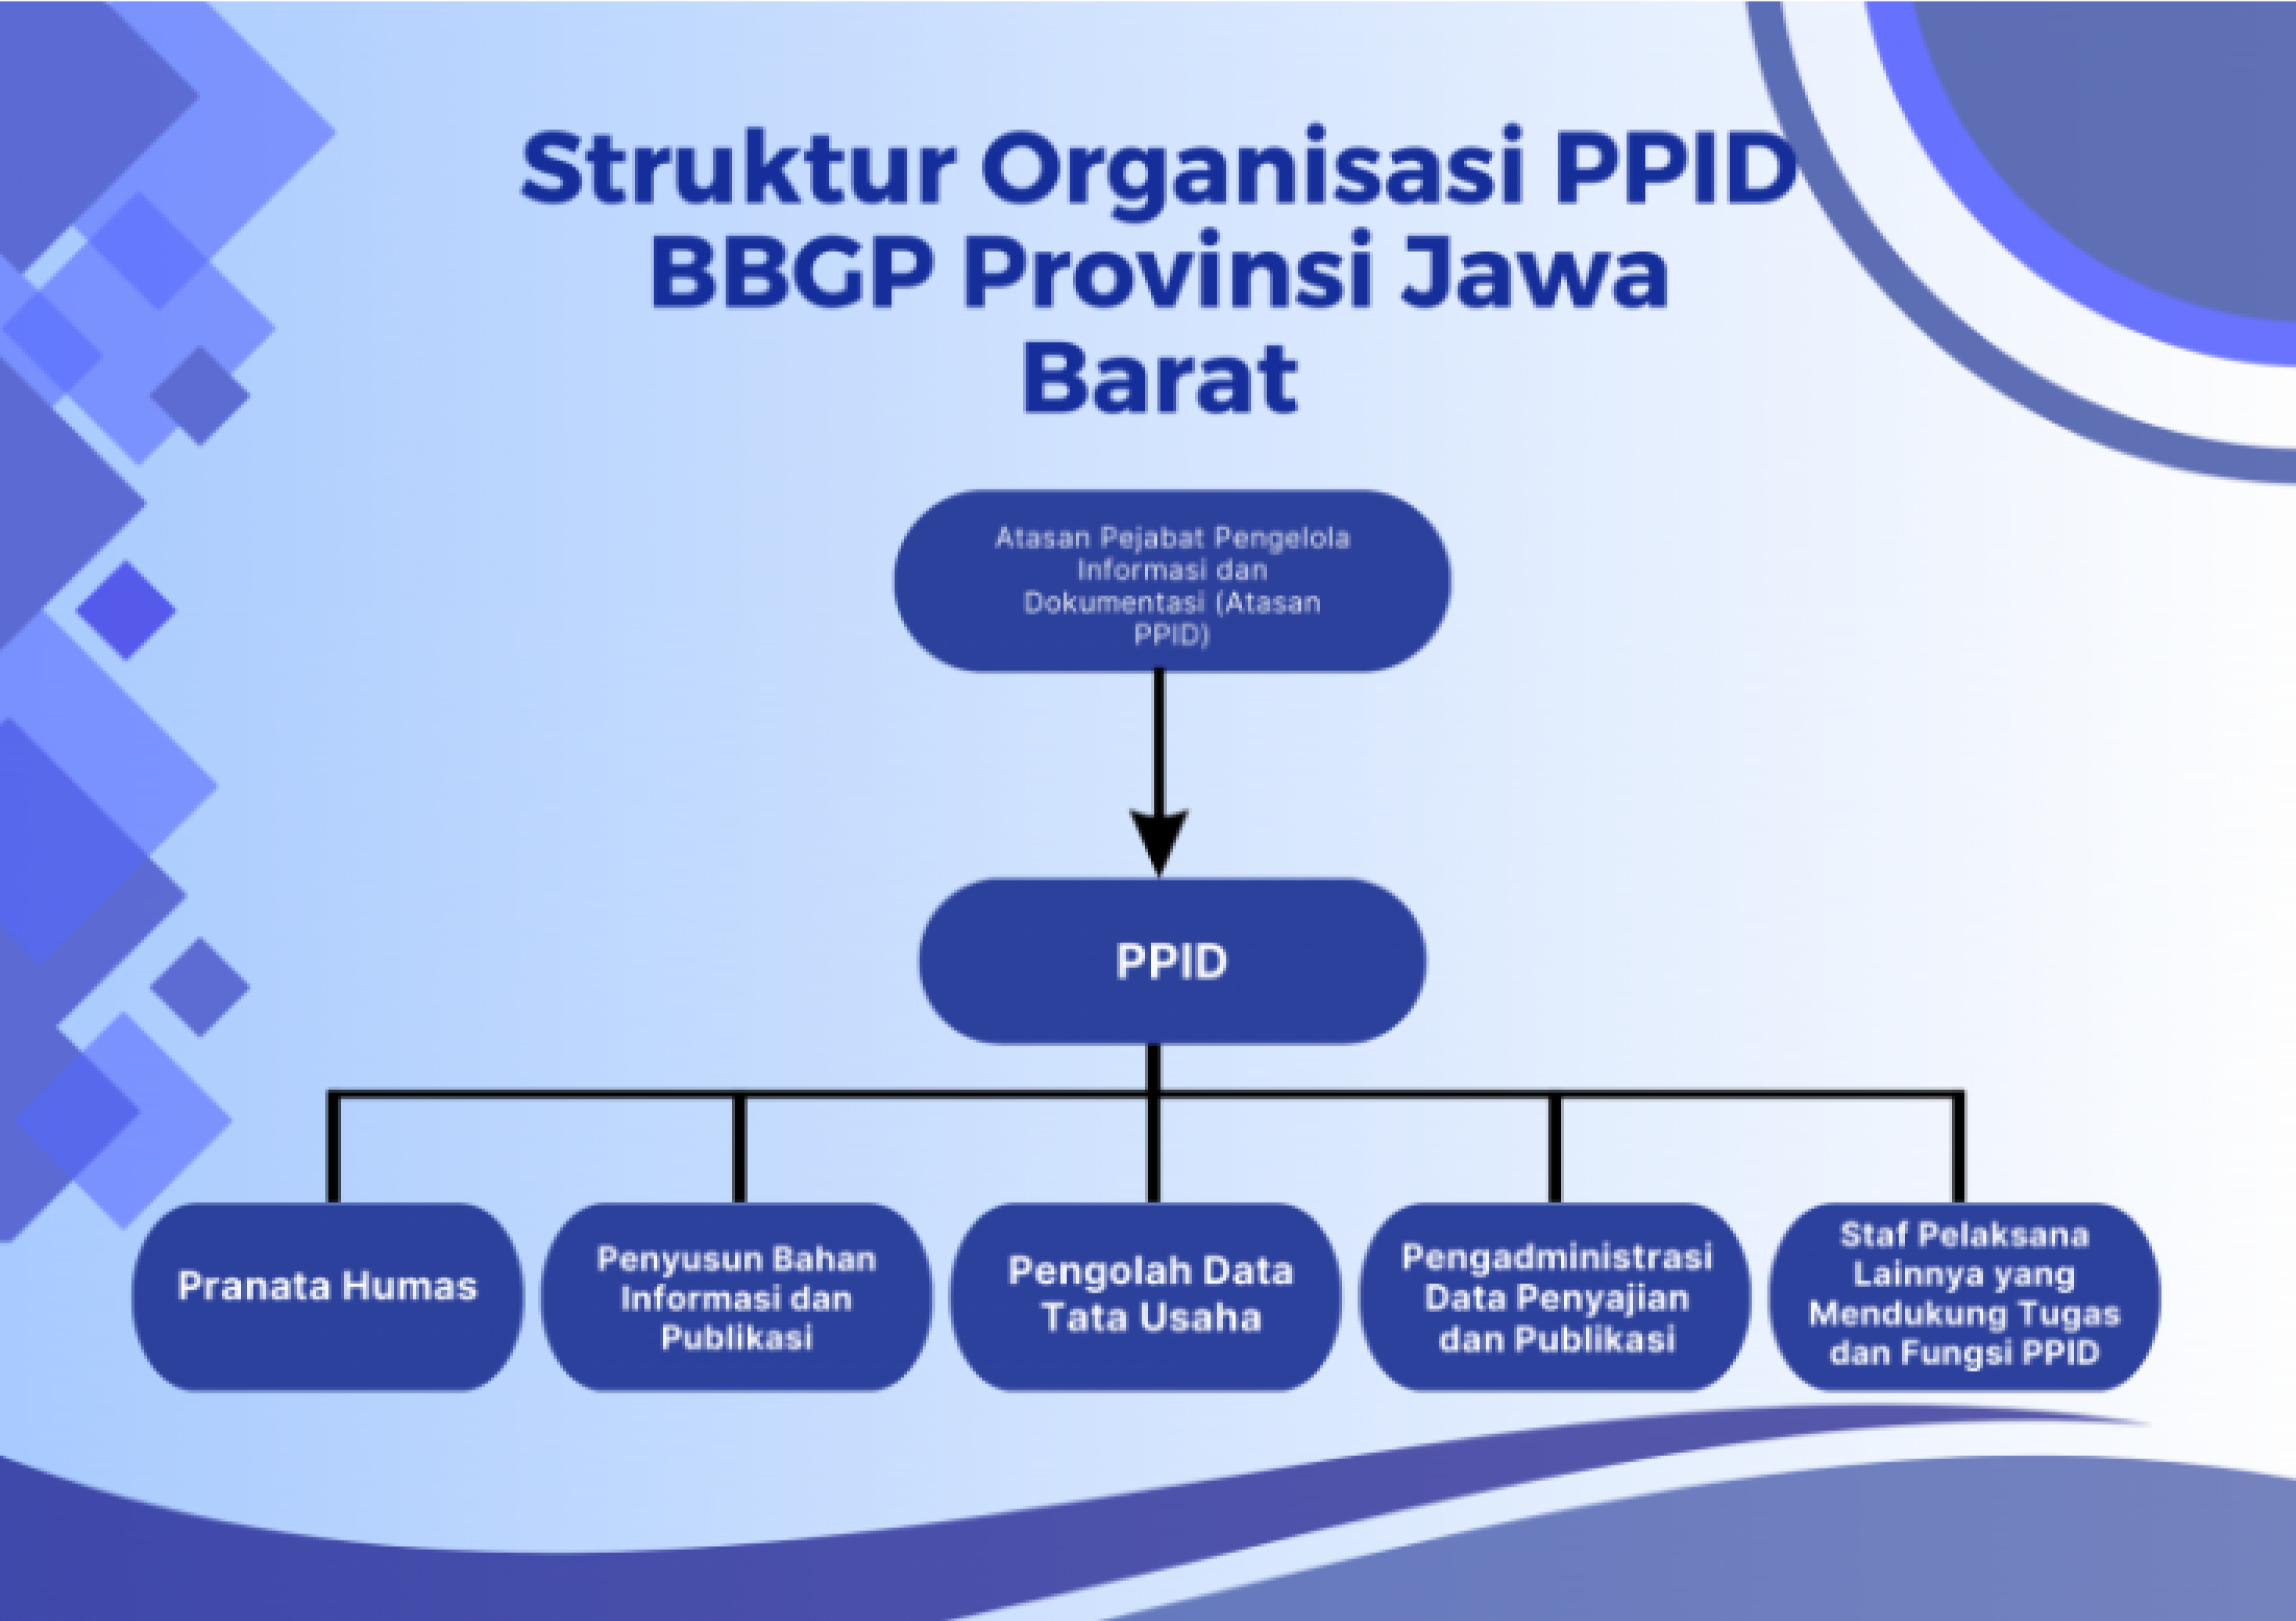 Struktur Organisasi PPID
BBGP Provinsi Jawa
Barat
Atasan Pejabat Pengelola
Informasi dan
Dokumentasi (Atasan
PPID)
PPID
Pranata Humas
Penyusun Bahan
Informasi dan
Publikasi
Pengolah Data
Tata Usaha
Pengadministrasi
Data Penyajian
dan Publikasi
Staf Pelaksana
Lainnya yang
Mendukung Tugas
dan Fungsi PPID